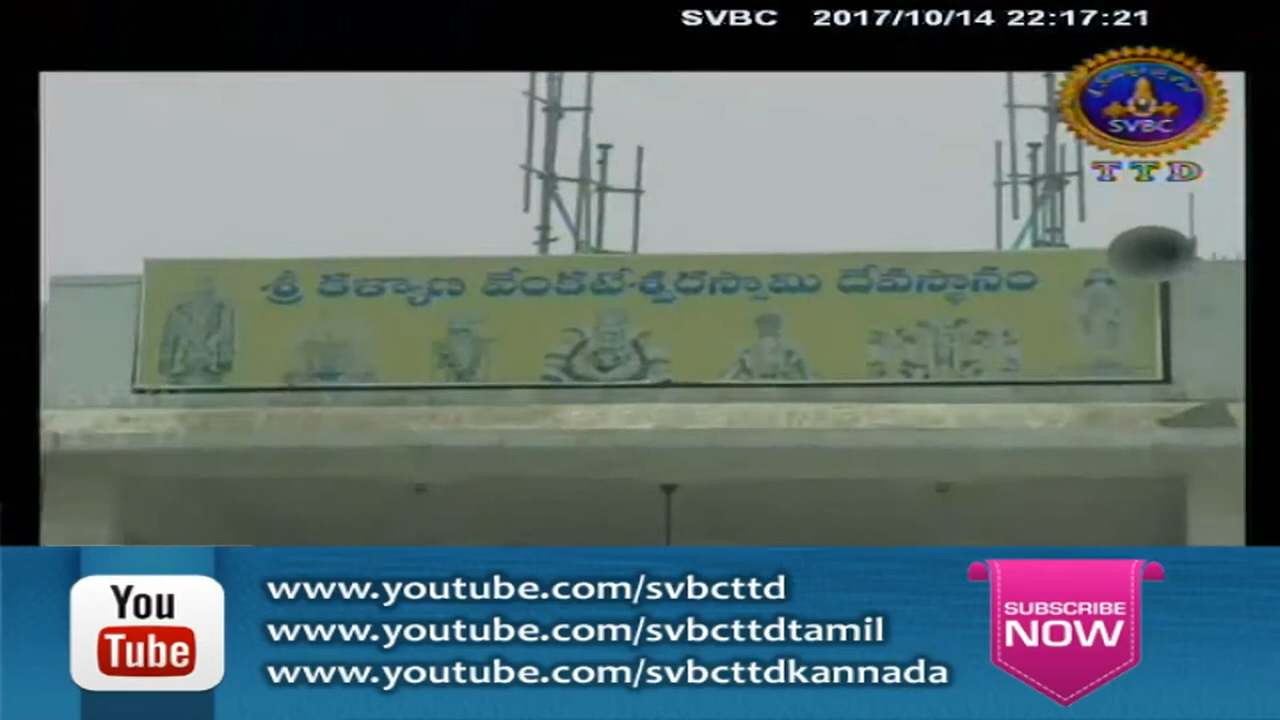 SVBC 2017/10/14 22:17:21
SVBC
TTD
శ్రీ కళ్యాణ వేంకటేశ్వరస్వామి దేవస్థానం
You
Tube
www.youtube.com/svbcttd
www.youtube.com/svbcttdtamil
www.youtube.com/svbcttdkannada
SUBSCRIBE
NOW